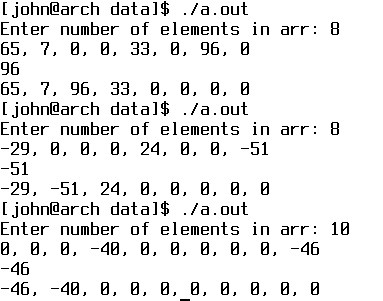 [john@arch data]$ ./a.out
Enter number of elements in arr: 8
65, 7, 0, 0, 33, 0, 96, 0
96
65, 7, 96, 33, 0, 0, 0, 0
[john@arch data]$ ./a.out
Enter number of elements in arr: 8
-29, 0, 0, 0, 24, 0, 0, -51
-51
-29, -51, 24, 0, 0, 0, 0, 0
[john@arch data]$ ./a.out
Enter number of elements in arr: 10
0, 0, 0, -40, 0, 0, 0, 0, 0, -46
-46
-46, -40, 0, 0, 0, 0, 0, 0, 0, 0